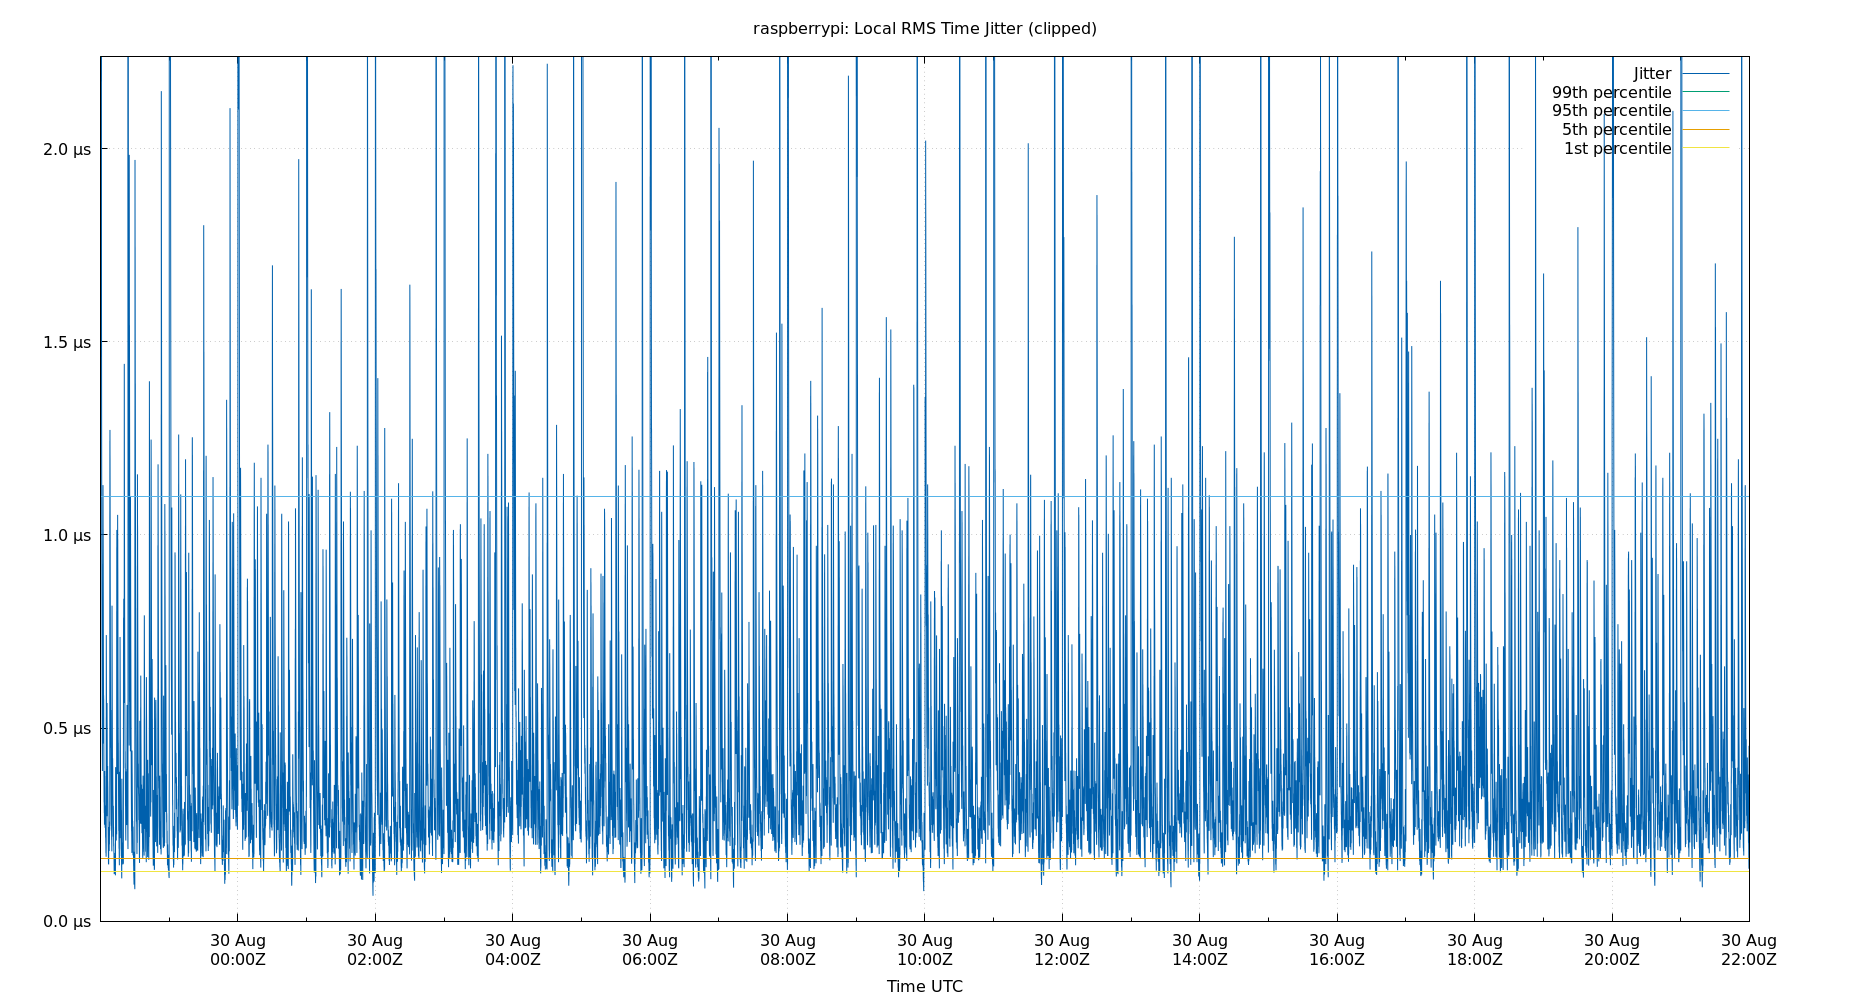 raspberrypi: Local RMS Time Jitter (clipped)
Jitter
99th percentile
95th percentile
5th percentile
1st percentile
2.0 μs
1.5 μs
1.0 μs
0.5 μs
0.0 μs
30 Aug 30 Aug 30 Aug 30 Aug 30 Aug 30 Aug 30 Aug 30 Aug 30 Aug 30 Aug 30 Aug 30 Aug
00:00Z 02:00Z 04:00Z 06:00Z 08:00Z 10:00Z 12:00Z 14:00Z 16:00Z 18:00Z 20:00Z 22:00Z
Time UTC